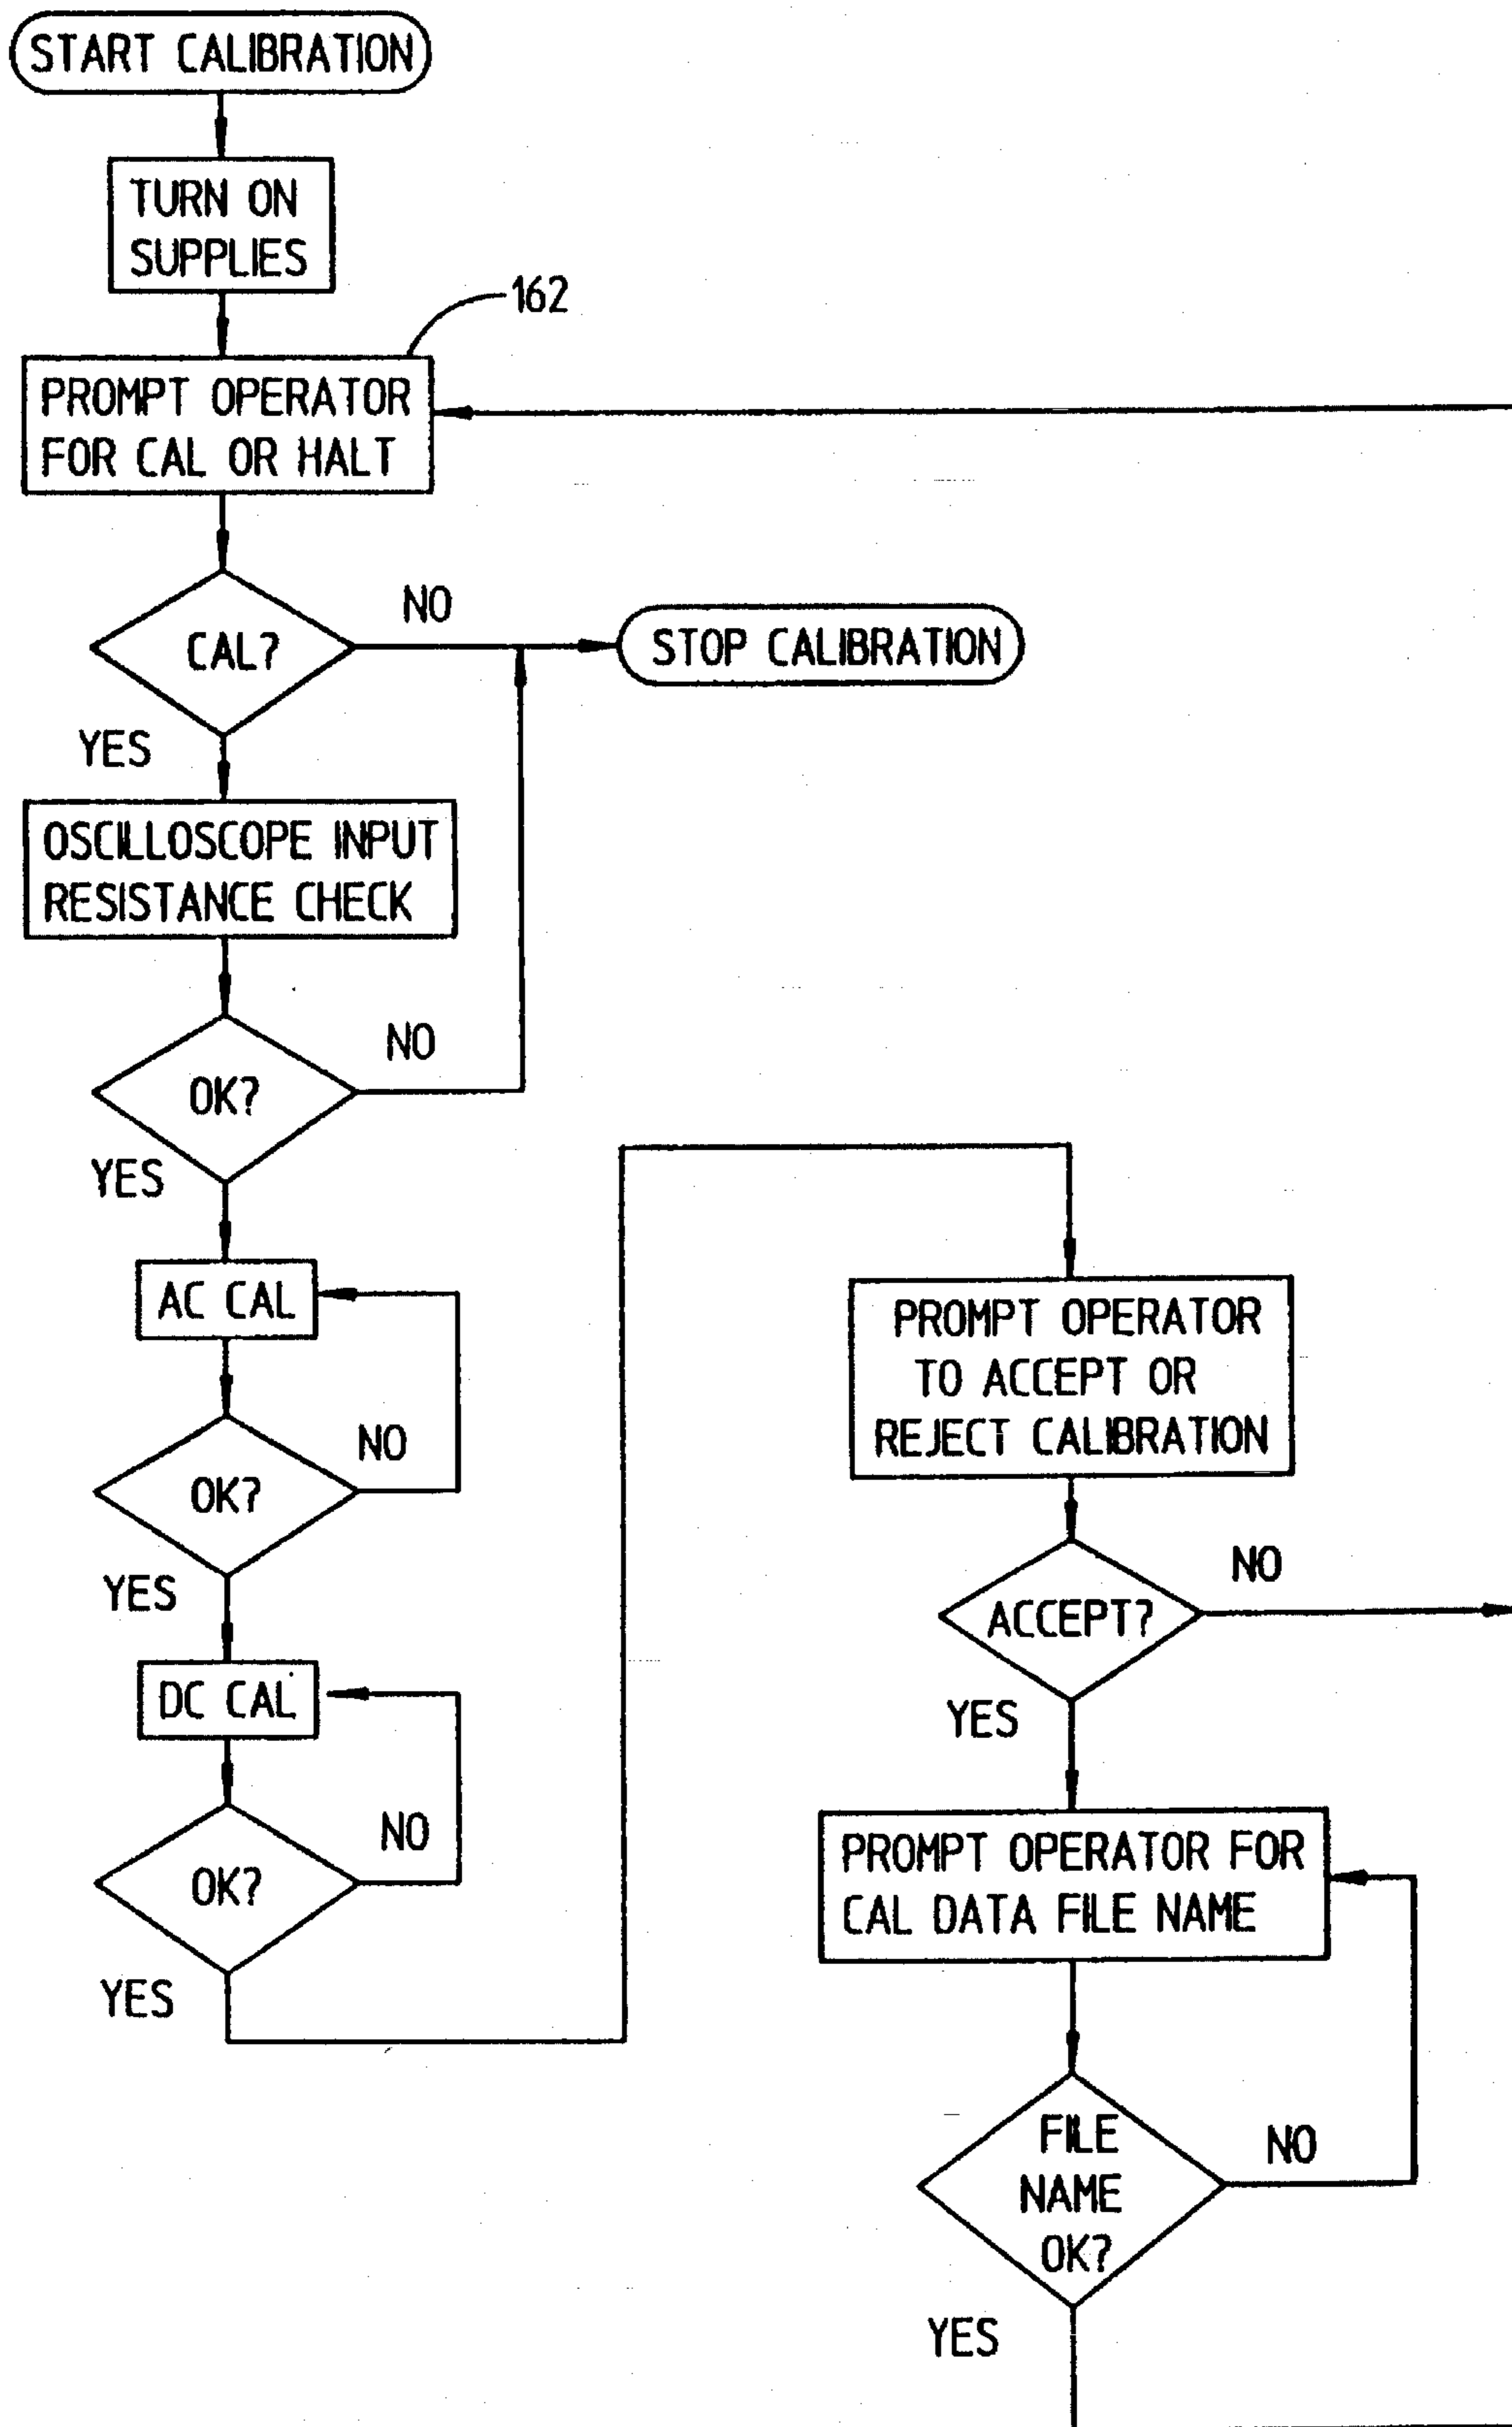 START CALIBRATION
TURN ON
SUPPLIES
162
PROMPT OPERATOR
FOR CAL OR HALT
CAL?
NO
STOP CALIBRATION
YES
OSCILLOSCOPE INPUT
RESISTANCE CHECK
OK?
NO
YES
AC CAL
OK?
NO
YES
DC CAL
OK?
NO
YES
PROMPT OPERATOR
TO ACCEPT OR
REJECT CALIBRATION
ACCEPT?
NO
YES
PROMPT OPERATOR FOR
CAL DATA FILE NAME
FILE
NAME
OK?
NO
YES